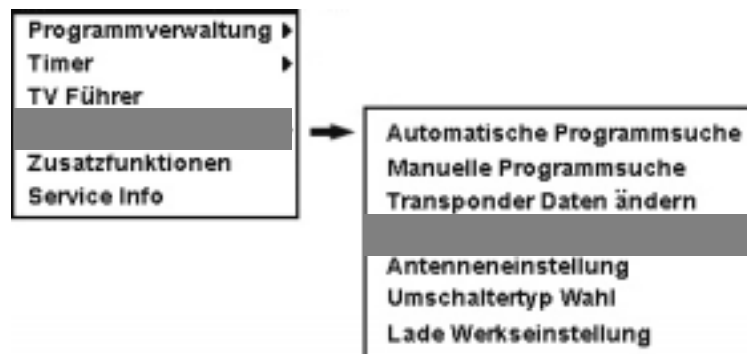 Programmverwaltung
Timer
TV Führer
Zusatzfunktionen
Service Info
Automatische Programmsuche
Manuelle Programmsuche
Transponder Daten ändern
Antenneneinstellung
Umschaltertyp Wahl
Lade Werkseinstellung